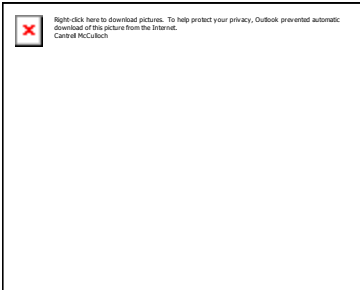 Right-click here to download pictures. To help protect your privacy, Outlook prevented automatic
download of this picture from the Internet.
Cantrell McCulloch